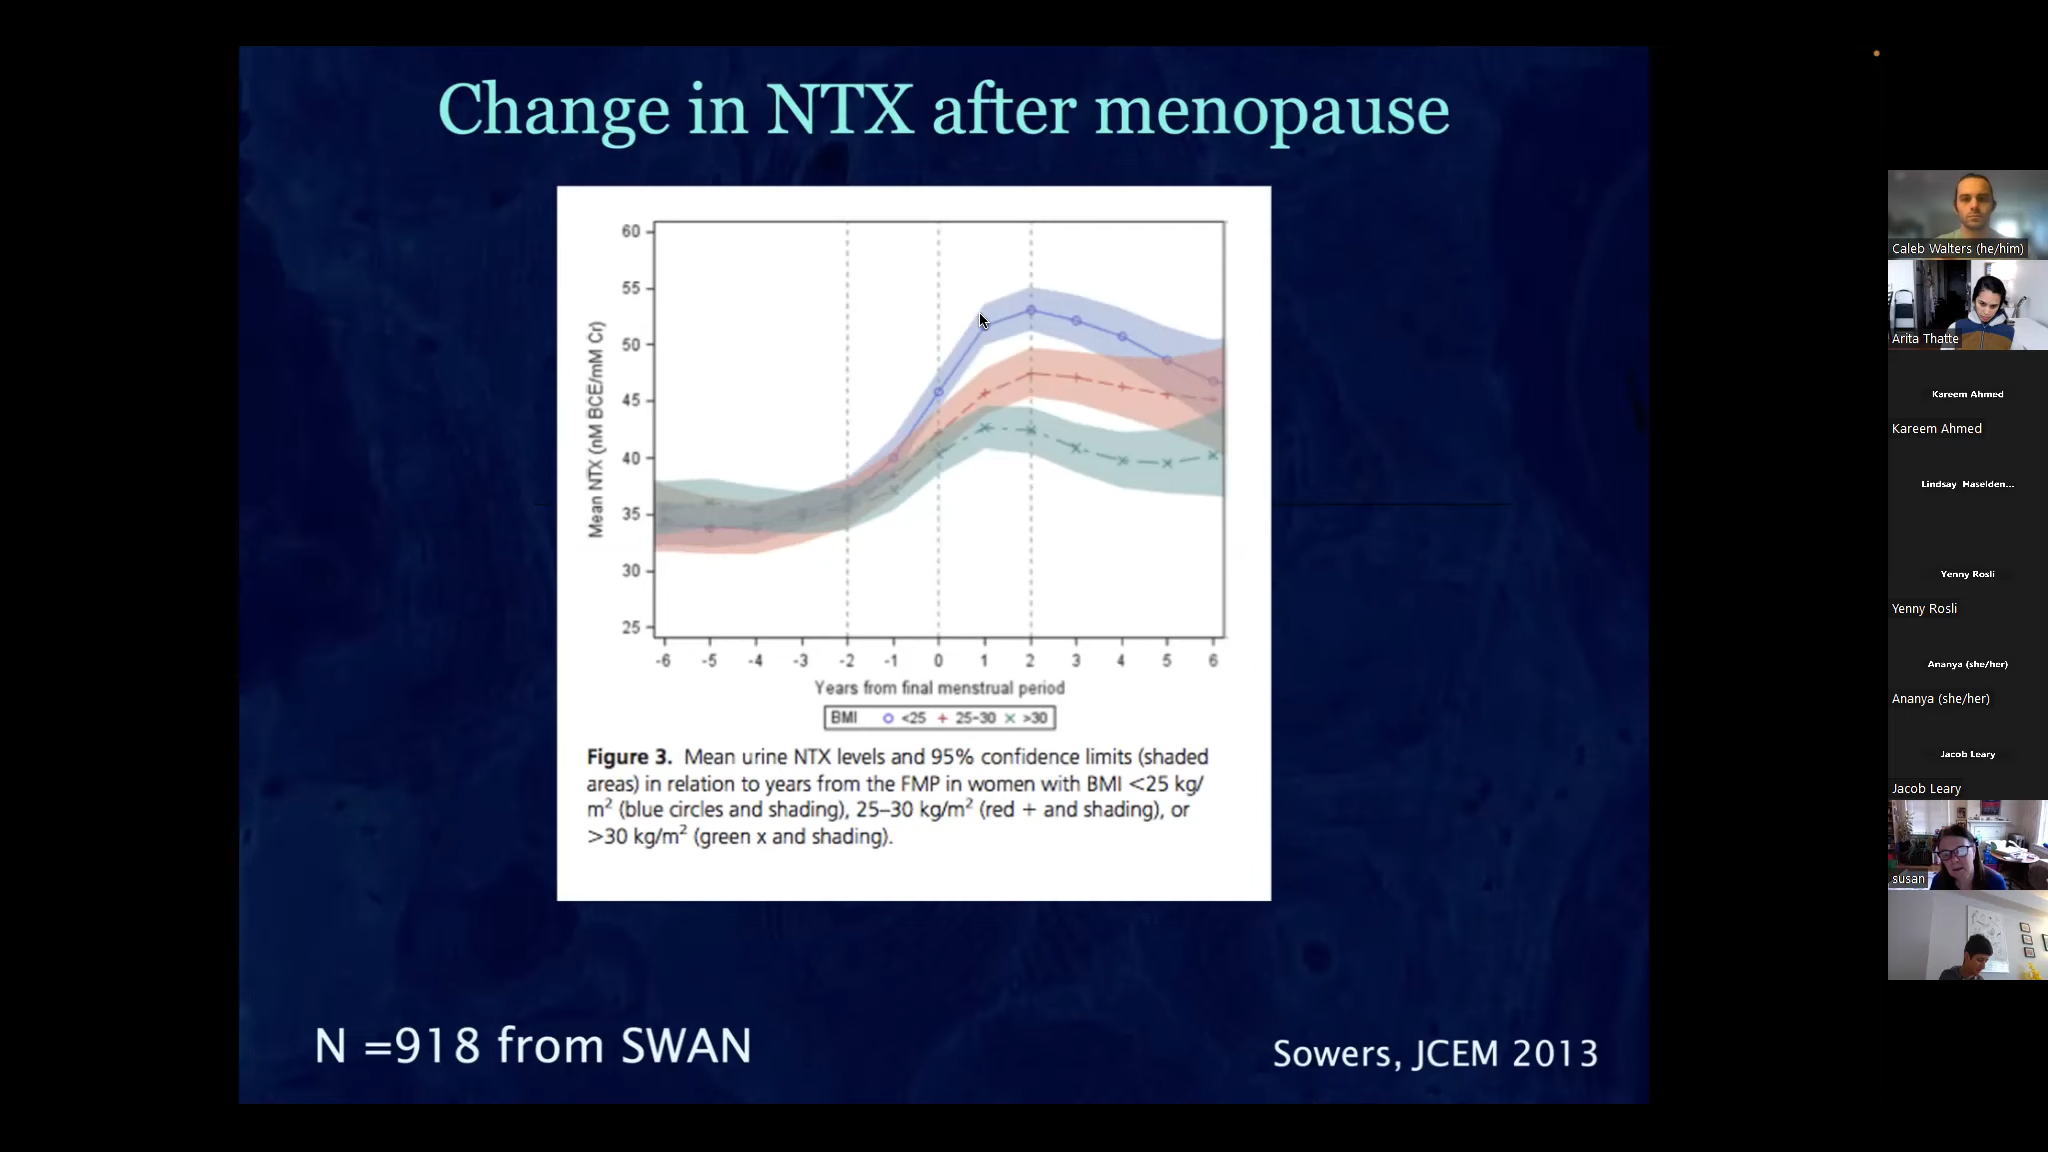 Change in NTX after menopause
60
55
50
45
40
35
30
25
Mean NTX (nM BCE/mM Cr)
-6 -5 -4 -3 -2 -1 0 1 2 3 4 5 6
Years from final menstrual period
BMI <25 25-30 >30
Figure 3. Mean urine NTX levels and 95% confidence limits (shaded
areas) in relation to years from the FMP in women with BMI <25 kg/
m² (blue circles and shading), 25–30 kg/m² (red + and shading), or
>30 kg/m² (green x and shading).
N =918 from SWAN
Sowers, JCEM 2013
Caleb Walters (he/him)
Arita Thatte
Kareem Ahmed
Kareem Ahmed
Lindsay Haselden...
Yenny Rosli
Yenny Rosli
Ananya (she/her)
Ananya (she/her)
Jacob Leary
Jacob Leary
susan